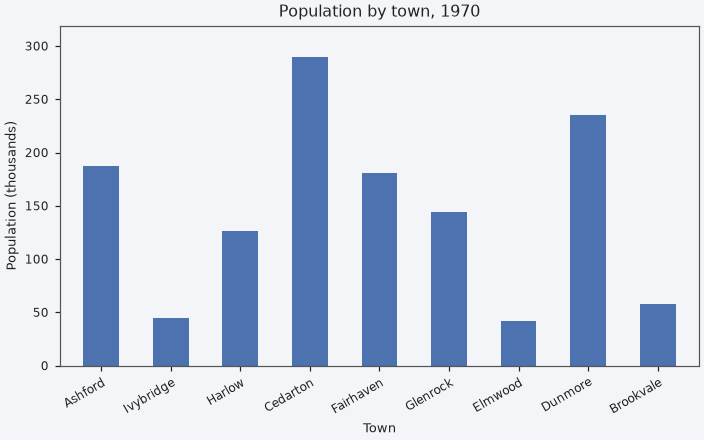 Population by town, 1970
Population (thousands)
300
250
200
150
100
50
0
Ashford
Ivybridge
Harlow
Cedarton
Fairhaven
Glenrock
Elmwood
Dunmore
Brookvale
Town